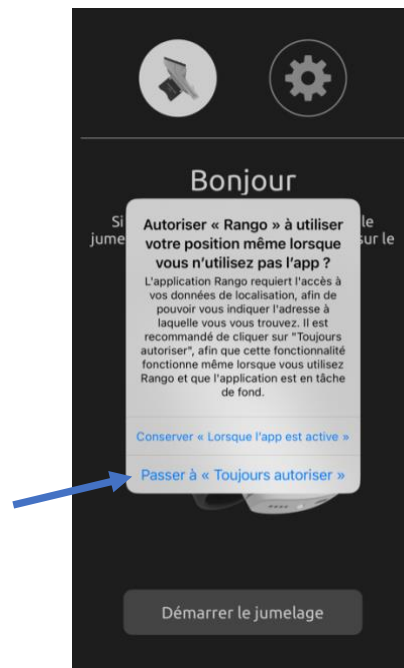 Bonjour
Si
le
jume
sur le
Autoriser « Rango » à utiliser
votre position même lorsque
vous n'utilisez pas l'app ?
L'application Rango requiert l'accès à
vos données de localisation, afin de
pouvoir vous indiquer l'adresse à
laquelle vous vous trouvez. Il est
recommandé de cliquer sur "Toujours
autoriser", afin que cette fonctionnalité
fonctionne même lorsque vous utilisez
Rango et que l'application est en tâche
de fond.
Conserver « Lorsque l'app est active »
Passer à « Toujours autoriser »
Démarrer le jumelage